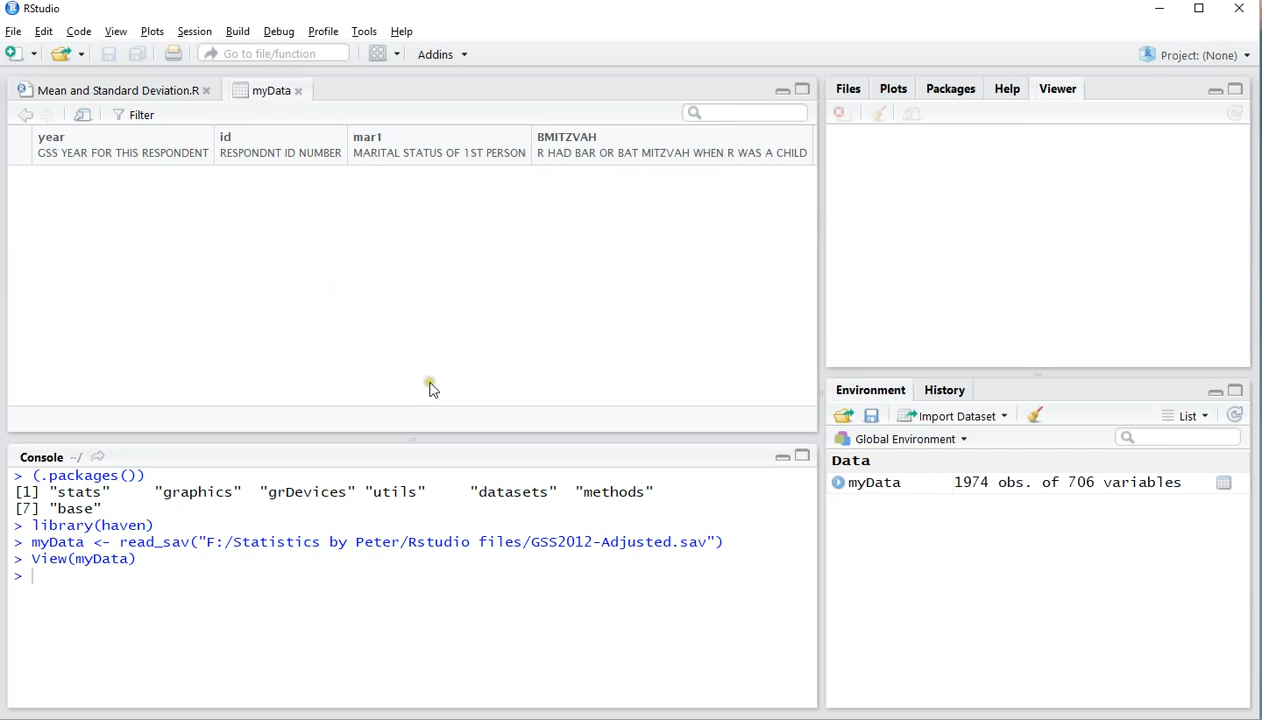 RStudio
File Edit Code View Plots Session Build Debug Profile Tools Help
Go to file/function Addins Project: (None)
Mean and Standard Deviation.R myData
Filter
year id mar1 BMITZVAH
GSS YEAR FOR THIS RESPONDENT RESPONDNT ID NUMBER MARITAL STATUS OF 1ST PERSON R HAD BAR OR BAT MITZVAH WHEN R WAS A CHILD
Console ~/
> (.packages())
[1] "stats" "graphics" "grDevices" "utils" "datasets" "methods"
[7] "base"
> library(haven)
> myData <- read_sav("F:/Statistics by Peter/Rstudio files/GSS2012-Adjusted.sav")
> View(myData)
>
Files Plots Packages Help Viewer
Environment History
Import Dataset List
Global Environment
Data
myData 1974 obs. of 706 variables